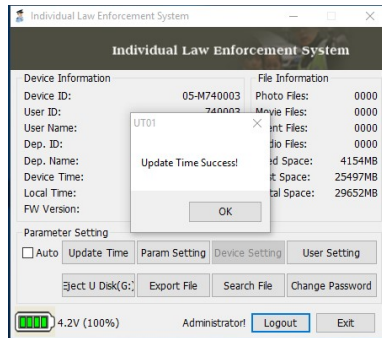 Individual Law Enforcement System
Individual Law Enforcement System
Device Information
File Information
Device ID: 05-M740003
Photo Files: 0000
User ID: 740003
Movie Files: 0000
User Name:
0000
Dep. ID:
0000
Dep. Name:
Space: 4154MB
Device Time:
Space: 25497MB
Local Time:
Space: 29652MB
FW Version:
UT01
Update Time Success!
OK
Parameter Setting
Auto Update Time Param Setting Device Setting User Setting
Eject U Disk(G: Export File Search File Change Password
4.2V (100%) Administrator! Logout Exit